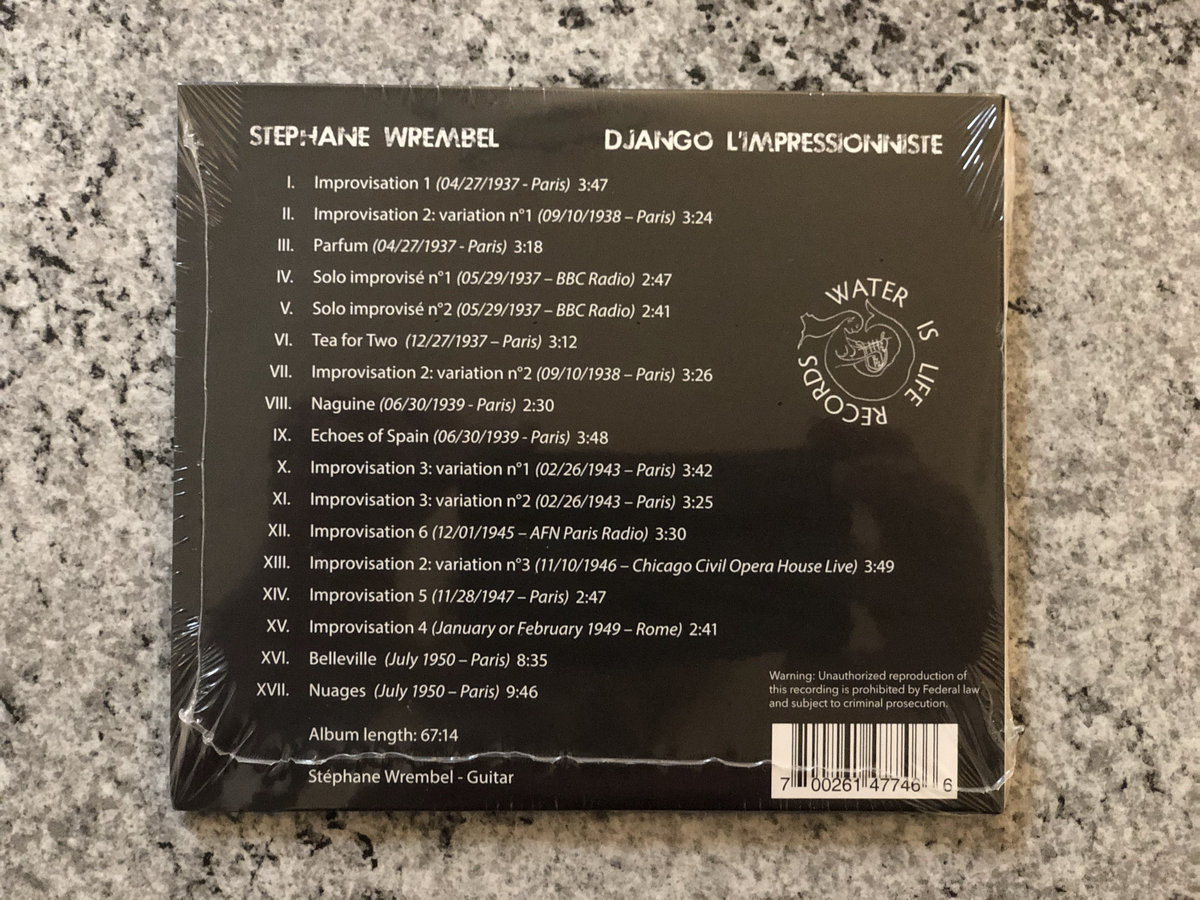 STEPHANE WREMBEL DJANGO L'IMPRESSIONNISTE
I. Improvisation 1 (04/27/1937 - Paris) 3:47
II. Improvisation 2: variation n°1 (09/10/1938 – Paris) 3:24
III. Parfum (04/27/1937 - Paris) 3:18
IV. Solo improvisé n°1 (05/29/1937 – BBC Radio) 2:47
V. Solo improvisé n°2 (05/29/1937 – BBC Radio) 2:41
VI. Tea for Two (12/27/1937 – Paris) 3:12
VII. Improvisation 2: variation n°2 (09/10/1938 – Paris) 3:26
VIII. Naguine (06/30/1939 - Paris) 2:30
IX. Echoes of Spain (06/30/1939 - Paris) 3:48
X. Improvisation 3: variation n°1 (02/26/1943 – Paris) 3:42
XI. Improvisation 3: variation n°2 (02/26/1943 – Paris) 3:25
XII. Improvisation 6 (12/01/1945 – AFN Paris Radio) 3:30
XIII. Improvisation 2: variation n°3 (11/10/1946 – Chicago Civil Opera House Live) 3:49
XIV. Improvisation 5 (11/28/1947 – Paris) 2:47
XV. Improvisation 4 (January or February 1949 – Rome) 2:41
XVI. Belleville (July 1950 – Paris) 8:35
XVII. Nuages (July 1950 – Paris) 9:46
Album length: 67:14
Stéphane Wrembel - Guitar
WATER IS LIFE RECORDS
Warning: Unauthorized reproduction of
this recording is prohibited by Federal law
and subject to criminal prosecution.
7 00261 47746 6